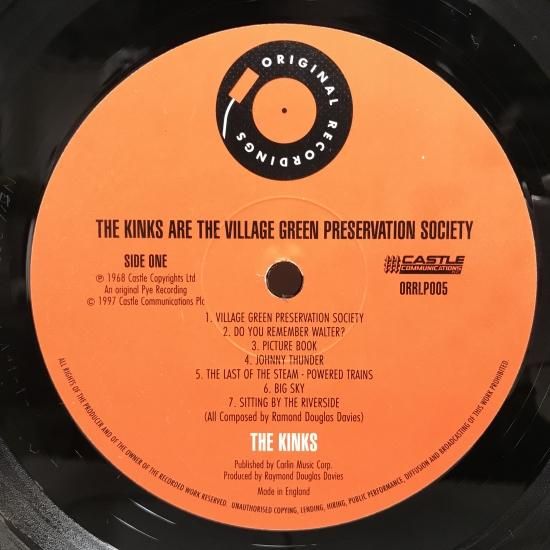 ORIGINAL RECORDINGS
THE KINKS ARE THE VILLAGE GREEN PRESERVATION SOCIETY
SIDE ONE
℗ 1968 Castle Copyrights Ltd
An original Pye Recording
© 1997 Castle Communications Plc
CASTLE
COMMUNICATIONS
ORRLP005
1. VILLAGE GREEN PRESERVATION SOCIETY
2. DO YOU REMEMBER WALTER?
3. PICTURE BOOK
4. JOHNNY THUNDER
5. THE LAST OF THE STEAM - POWERED TRAINS
6. BIG SKY
7. SITTING BY THE RIVERSIDE
(All Composed by Ramond Douglas Davies)
THE KINKS
Published by Carlin Music Corp.
Produced by Raymond Douglas Davies
Made in England
ALL RIGHTS OF THE PRODUCER AND OF THE OWNER OF THE RECORDED WORK RESERVED. UNAUTHORISED COPYING, LENDING, HIRING, PUBLIC PERFORMANCE, DIFFUSION AND BROADCASTING OF THIS WORK PROHIBITED.